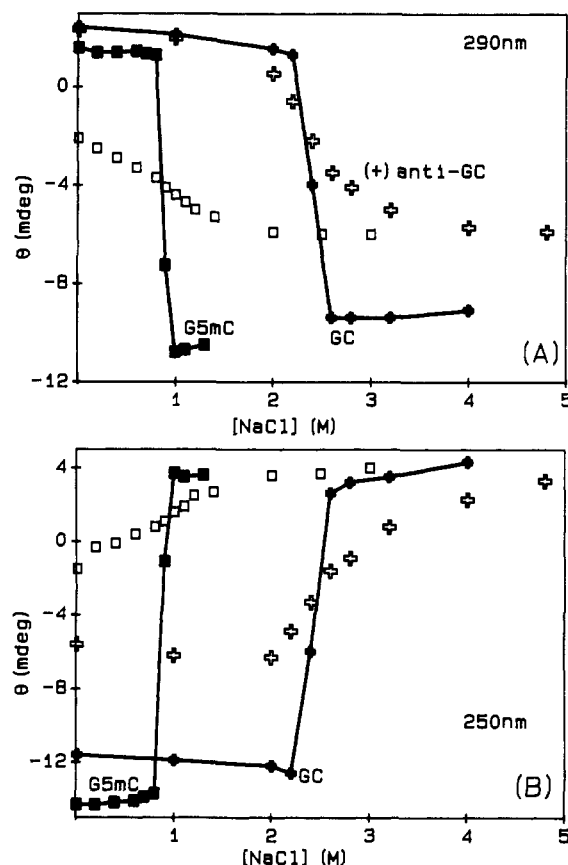 290nm
0
-4
-8
-12
θ (mdeg)
(+) anti-GC
G5mC
GC
(A)
1
2
3
4
5
[NaCl] (M)
4
0
-4
-8
-12
θ (mdeg)
250nm
G5mC
GC
(B)
0
1
2
3
4
5
[NaCl] (M)